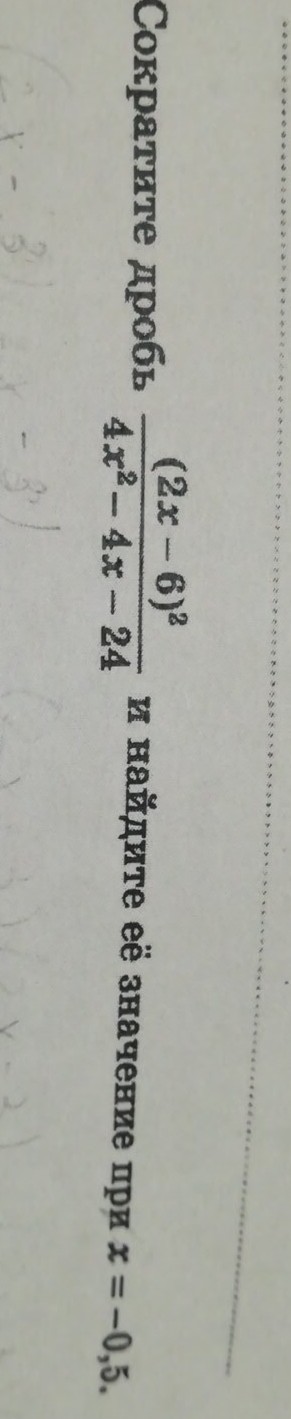 Сократите дробь (2x – 6)² / 4x² – 4x – 24 и найдите её значение при x = –0,5.